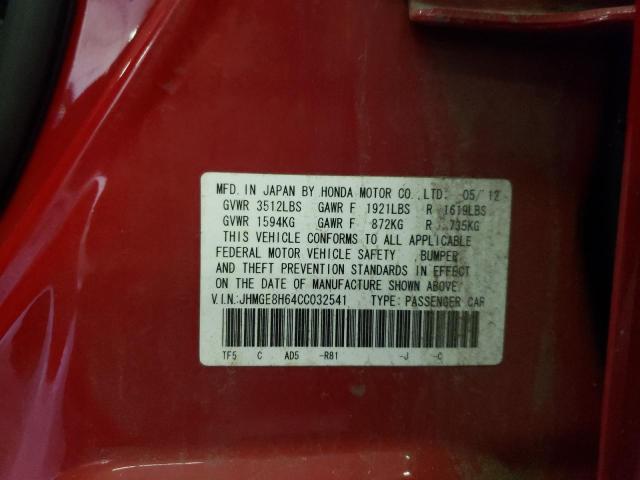 MFD. IN JAPAN BY HONDA MOTOR CO.,LTD. 05/12
GVWR 3512LBS GAWR F 1921LBS R 1619LBS
GVWR 1594KG GAWR F 872KG R 735KG
THIS VEHICLE CONFORMS TO ALL APPLICABLE
FEDERAL MOTOR VEHICLE SAFETY ,BUMPER
AND THEFT PREVENTION STANDARDS IN EFFECT
ON THE DATE OF MANUFACTURE SHOWN ABOVE.
V.I.N:JHMGE8H64CC032541 TYPE: PASSENGER CAR
TF5 C AD5 -R81 -J -C